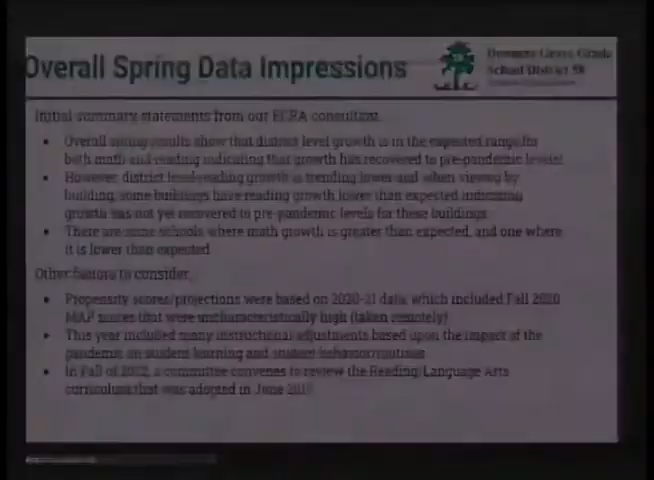 Overall Spring Data Impressions
Downers Grove Grade
School District 58
Initial summary statements from our ECRA consultant:
• Overall spring results show that district level growth is in the expected range for
both math and reading indicating that growth has recovered to pre-pandemic levels!
• However, district level reading growth is trending lower and when viewed by
building, some buildings have reading growth lower than expected indicating
growth has not yet recovered to pre-pandemic levels for these buildings
• There are some schools where math growth is greater than expected, and one where
it is lower than expected
Other factors to consider:
• Propensity scores/projections were based on 2020-21 data, which included Fall 2020
MAP scores that were uncharacteristically high (taken remotely)
• This year included many instructional adjustments based upon the impact of the
pandemic on student learning and student behavior/routines
• In Fall of 2022, a committee convenes to review the Reading/Language Arts
curriculum that was adopted in June 2017